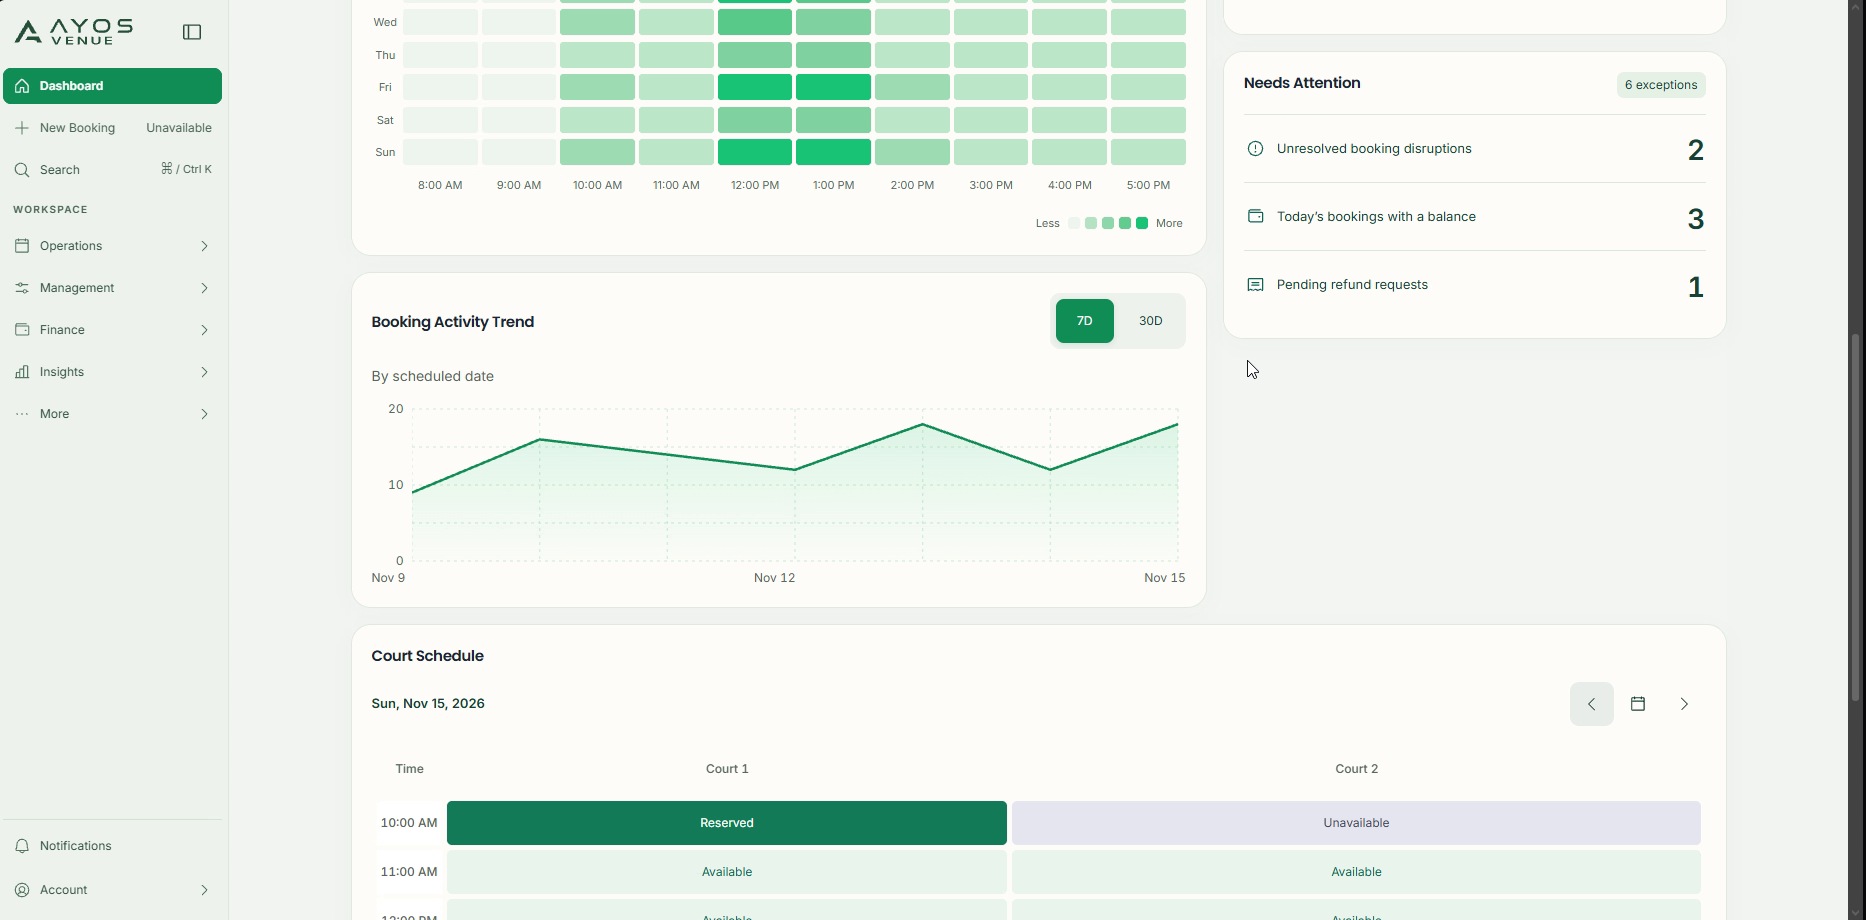 AYOS
VENUE
Dashboard
New Booking Unavailable
Search ⌘ / Ctrl K
WORKSPACE
Operations
Management
Finance
Insights
More
Notifications
Account
Wed
Thu
Fri
Sat
Sun
8:00 AM 9:00 AM 10:00 AM 11:00 AM 12:00 PM 1:00 PM 2:00 PM 3:00 PM 4:00 PM 5:00 PM
Less More
Needs Attention 6 exceptions
Unresolved booking disruptions 2
Today's bookings with a balance 3
Pending refund requests 1
Booking Activity Trend 7D 30D
By scheduled date
20
10
0
Nov 9 Nov 12 Nov 15
Court Schedule
Sun, Nov 15, 2026
Time Court 1 Court 2
10:00 AM Reserved Unavailable
11:00 AM Available Available
12:00 PM Available Available